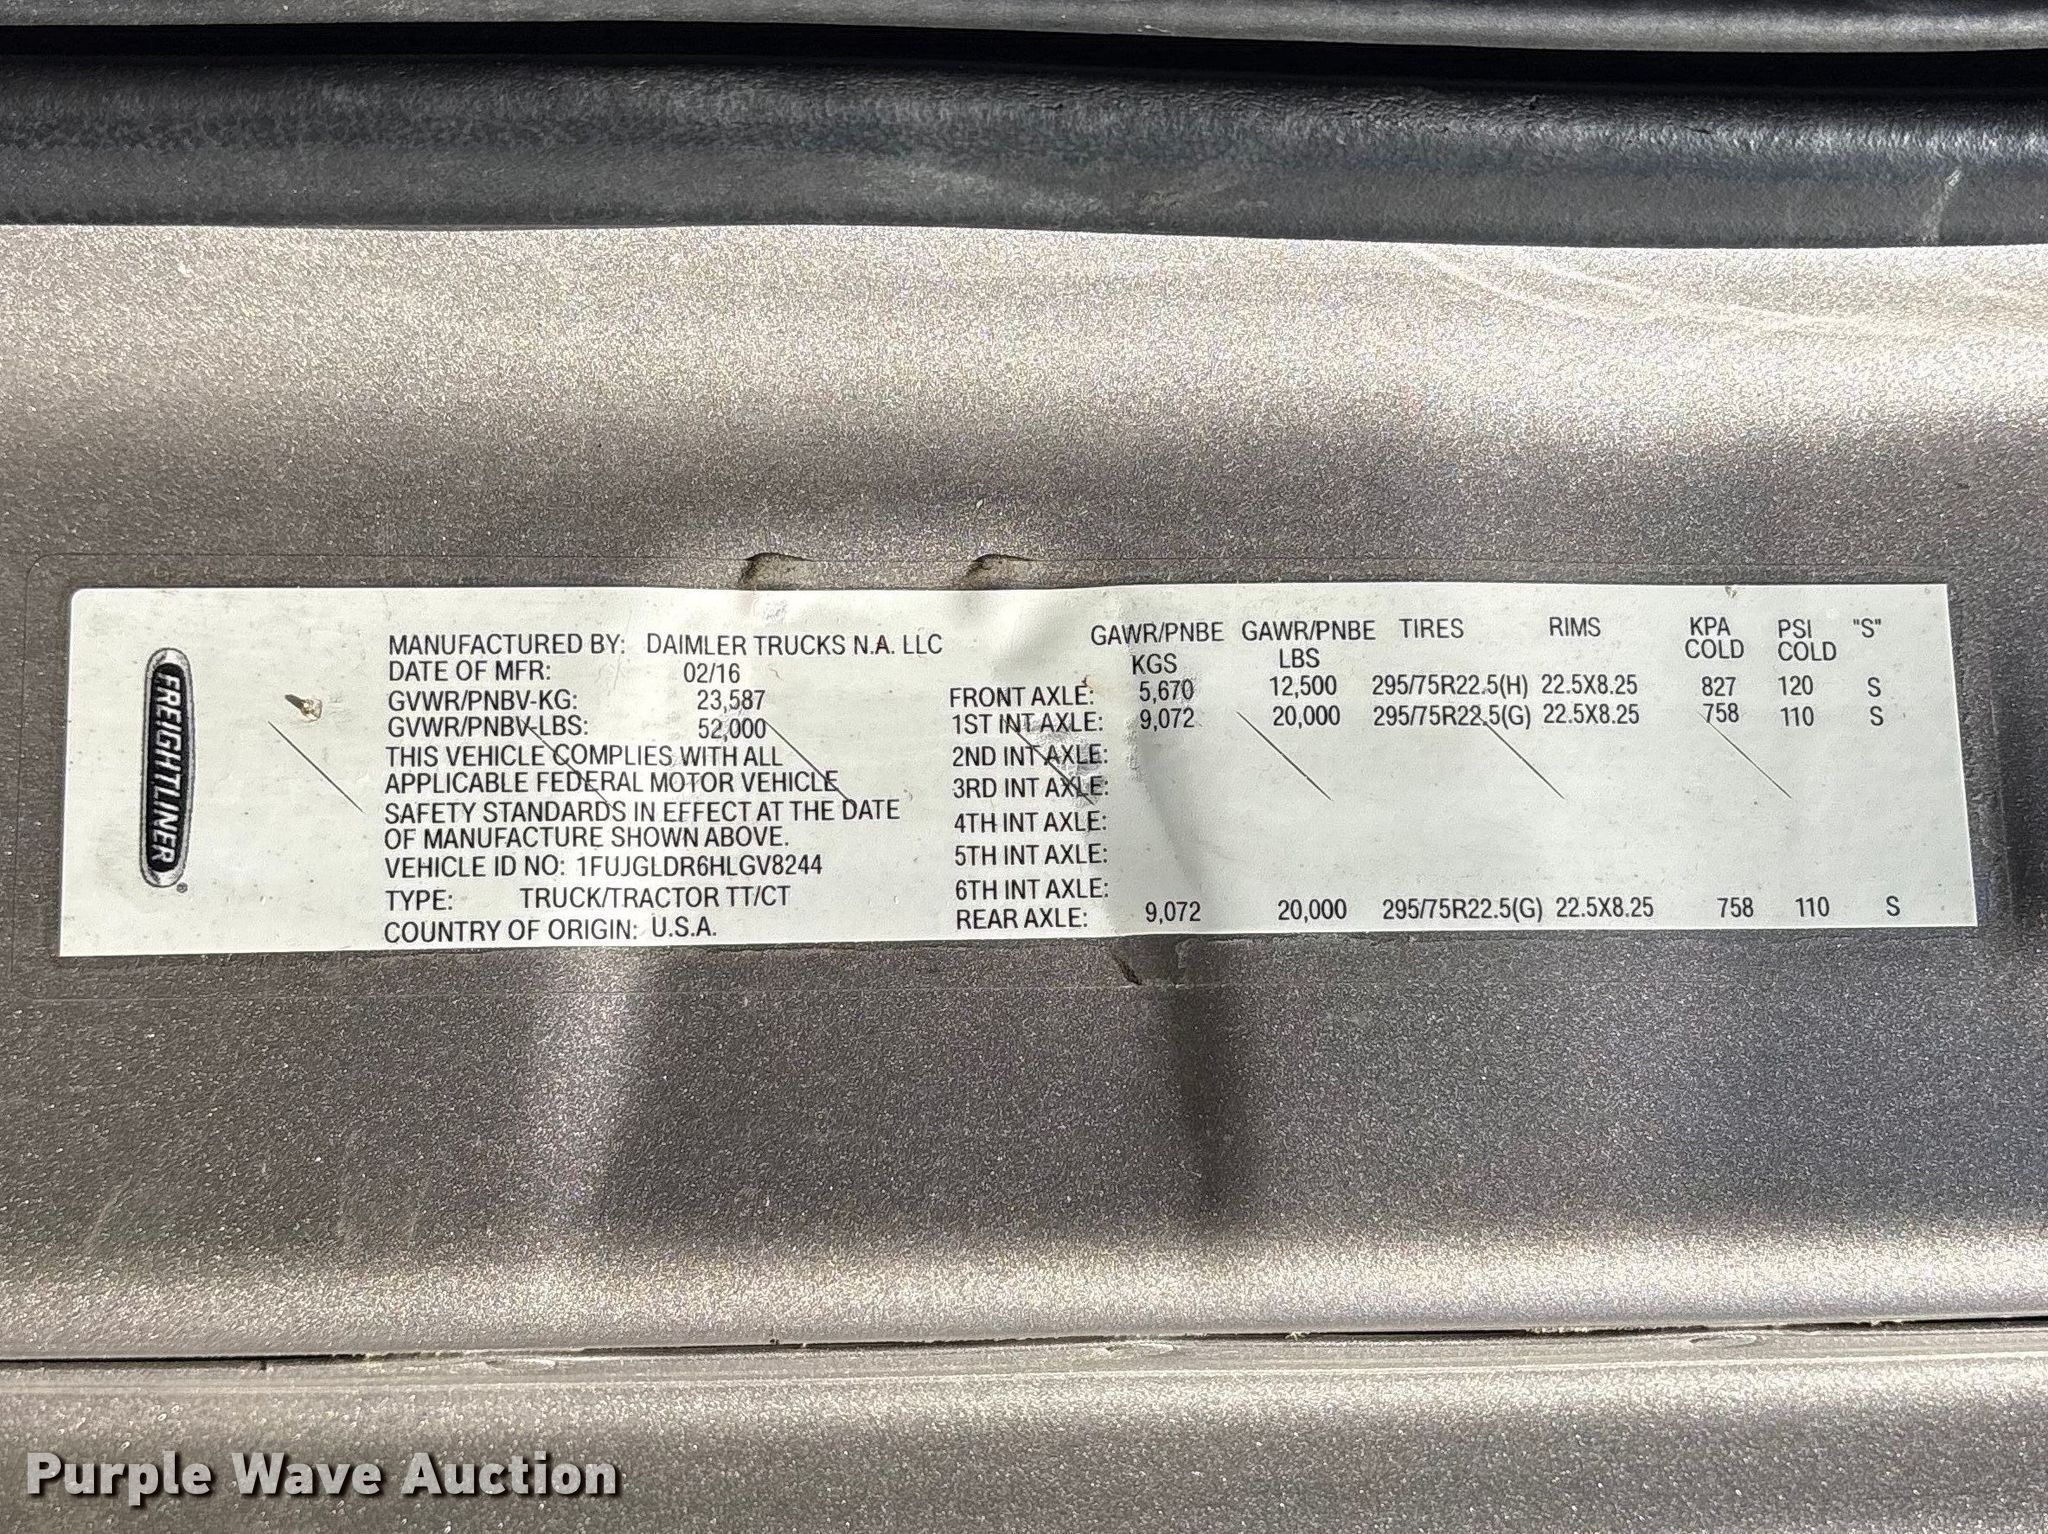 FREIGHTLINER®
MANUFACTURED BY: DAIMLER TRUCKS N.A. LLC
DATE OF MFR: 02/16
GVWR/PNBV-KG: 23,587
GVWR/PNBV-LBS: 52,000
THIS VEHICLE COMPLIES WITH ALL
APPLICABLE FEDERAL MOTOR VEHICLE
SAFETY STANDARDS IN EFFECT AT THE DATE
OF MANUFACTURE SHOWN ABOVE.
VEHICLE ID NO: 1FUJGLDR6HLGV8244
TYPE: TRUCK/TRACTOR TT/CT
COUNTRY OF ORIGIN: U.S.A.
GAWR/PNBE GAWR/PNBE TIRES RIMS KPA PSI "S"
KGS LBS COLD COLD
FRONT AXLE: 5,670 12,500 295/75R22.5(H) 22.5X8.25 827 120 S
1ST INT AXLE: 9,072 20,000 295/75R22.5(G) 22.5X8.25 758 110 S
2ND INT AXLE:
3RD INT AXLE:
4TH INT AXLE:
5TH INT AXLE:
6TH INT AXLE:
REAR AXLE: 9,072 20,000 295/75R22.5(G) 22.5X8.25 758 110 S
Purple Wave Auction